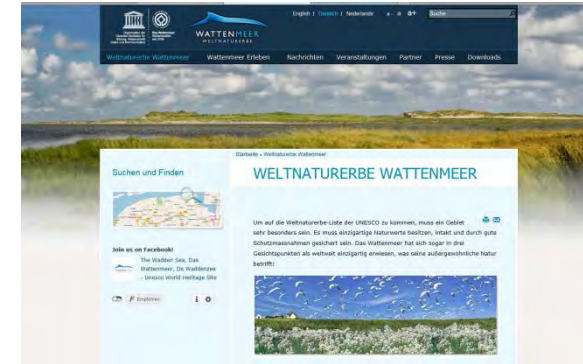 English | Deutsch | Nederlands a- a a+ Suche
WATTENMEER
WELTNATURERBE
Weltnaturerbe Wattenmeer Wattenmeer Erleben Nachrichten Veranstaltungen Partner Presse Downloads
Startseite » Weltnaturerbe Wattenmeer
Suchen und Finden
WELTNATURERBE WATTENMEER
Um auf die Weltnaturerbe-Liste der UNESCO zu kommen, muss ein Gebiet
sehr besonders sein. Es muss einzigartige Naturwerte besitzen, intakt und durch gute
Schutzmassnahmen gesichert sein. Das Wattenmeer hat sich sogar in drei
Gesichtspunkten als weltweit einzigartig erwiesen, was seine außergewöhnliche Natur
betrifft!
Join us on Facebook!
The Wadden Sea, Das
Wattenmeer, De Waddenzee
- Unesco World Heritage Site
Empfehlen